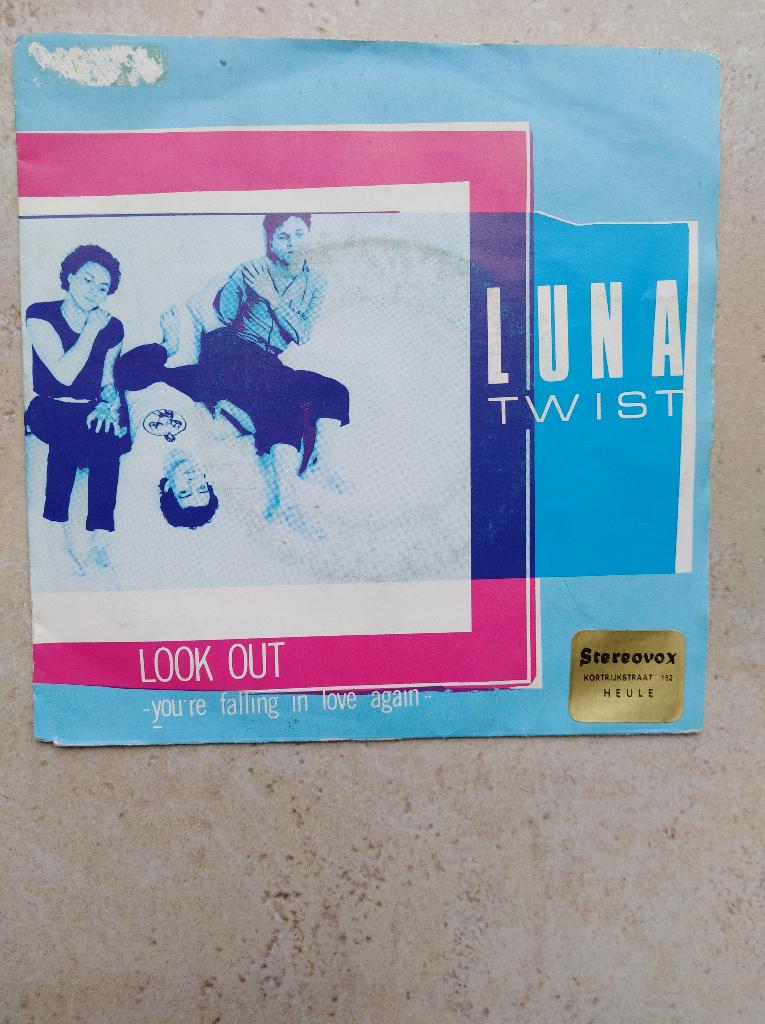 LUNA
TWIST
LOOK OUT
-you're falling in love again-
Stereovox
KORTRIJKSTRAAT 152
HEULE